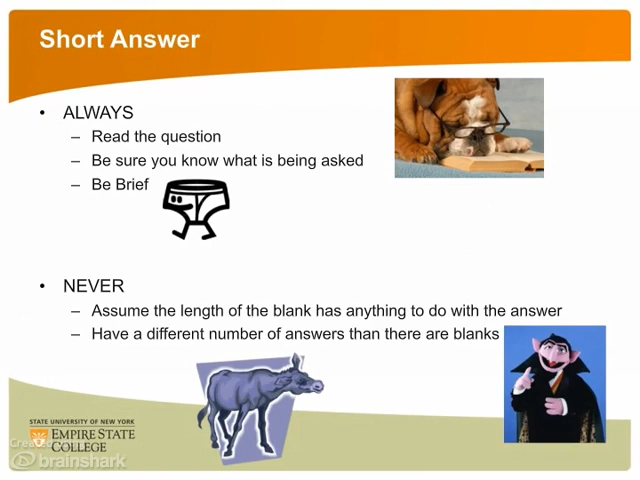 Short Answer
• ALWAYS
– Read the question
– Be sure you know what is being asked
– Be Brief
• NEVER
– Assume the length of the blank has anything to do with the answer
– Have a different number of answers than there are blanks
STATE UNIVERSITY OF NEW YORK
EMPIRE STATE
COLLEGE
brainshark